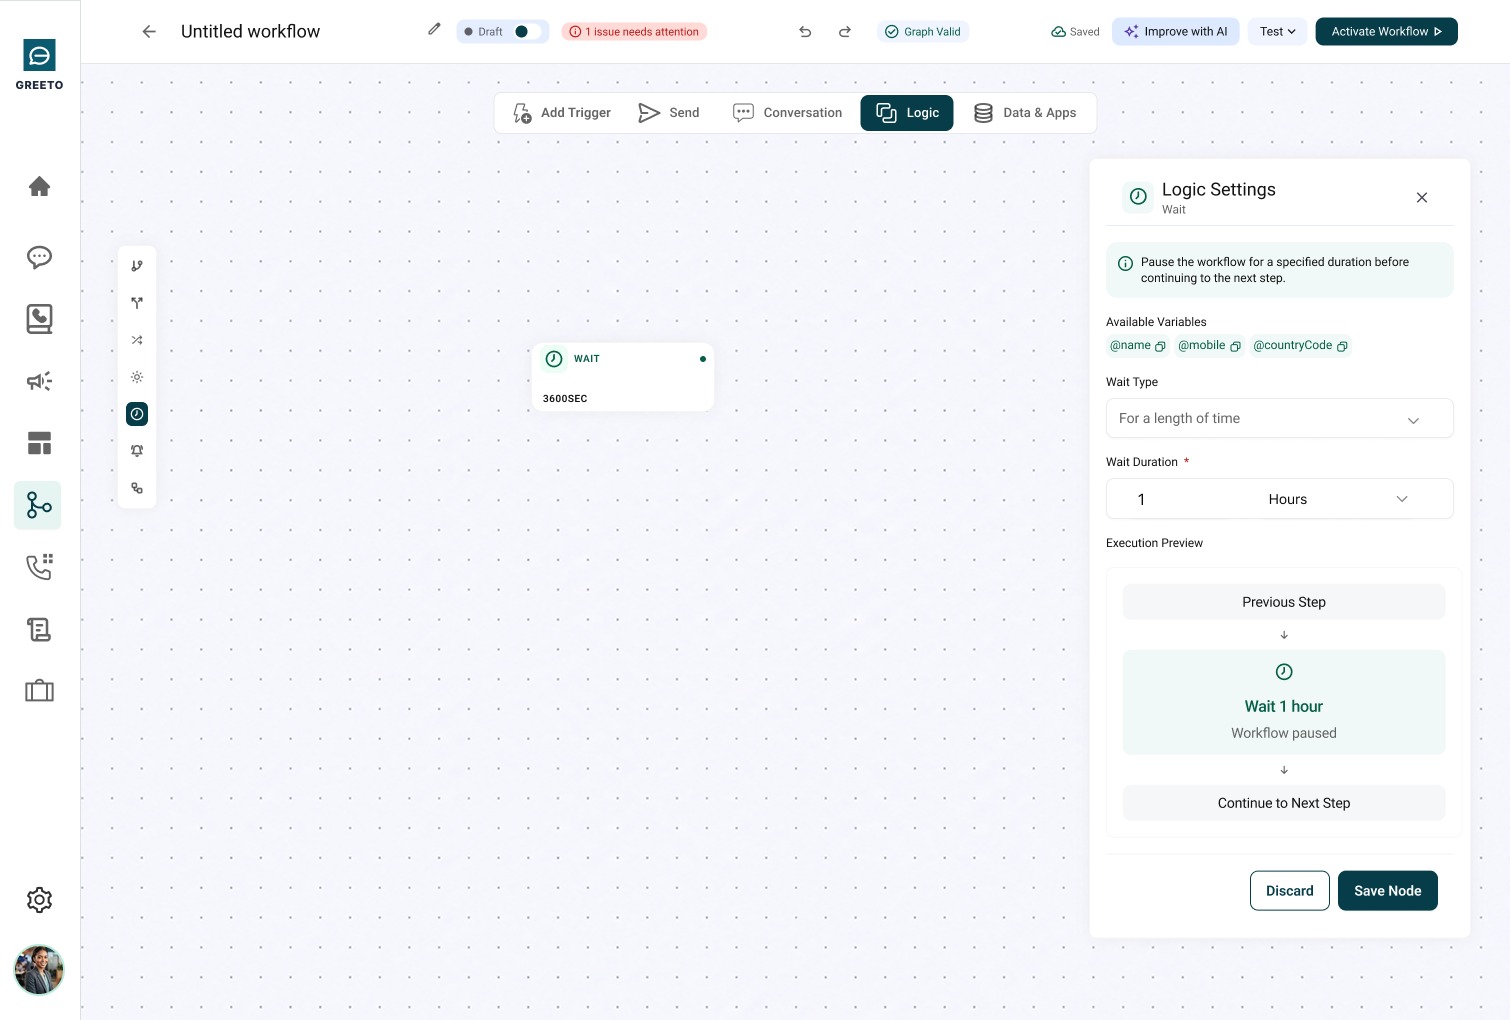 GREETO
Untitled workflow
Draft
1 issue needs attention
Graph Valid
Saved
Improve with AI
Test
Activate Workflow
Add Trigger
Send
Conversation
Logic
Data & Apps
WAIT
3600SEC
Logic Settings
Wait
Pause the workflow for a specified duration before
continuing to the next step.
Available Variables
@name @mobile @countryCode
Wait Type
For a length of time
Wait Duration *
1 Hours
Execution Preview
Previous Step
Wait 1 hour
Workflow paused
Continue to Next Step
Discard
Save Node